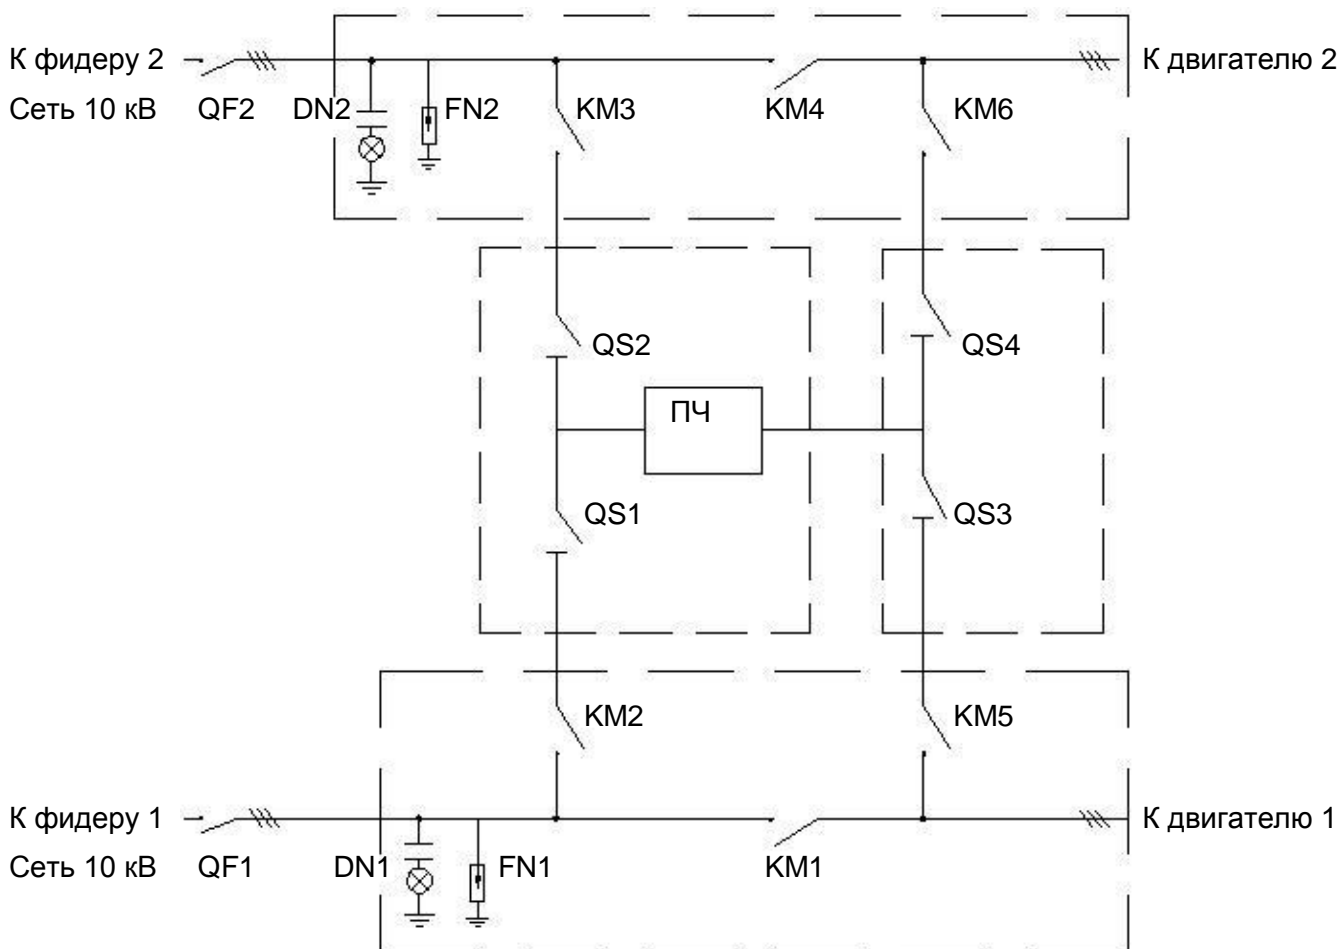 К фидеру 2
К двигателю 2
Сеть 10 кВ
QF2
DN2
FN2
KM3
KM4
KM6
QS2
QS4
ПЧ
QS1
QS3
KM2
KM5
К фидеру 1
К двигателю 1
Сеть 10 кВ
QF1
DN1
FN1
KM1